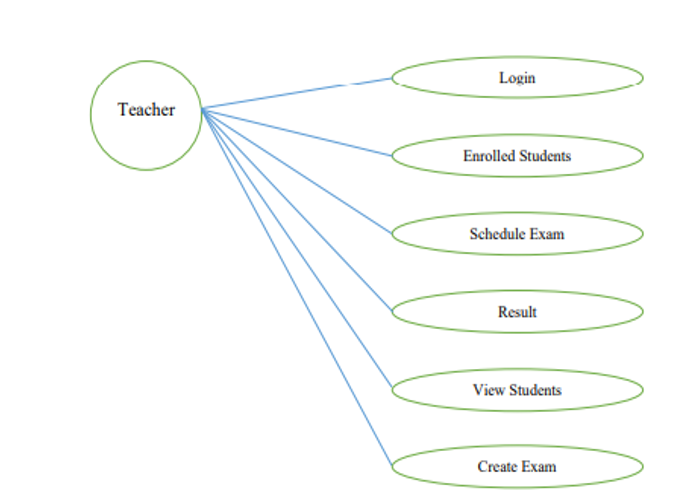 Teacher
Login
Enrolled Students
Schedule Exam
Result
View Students
Create Exam